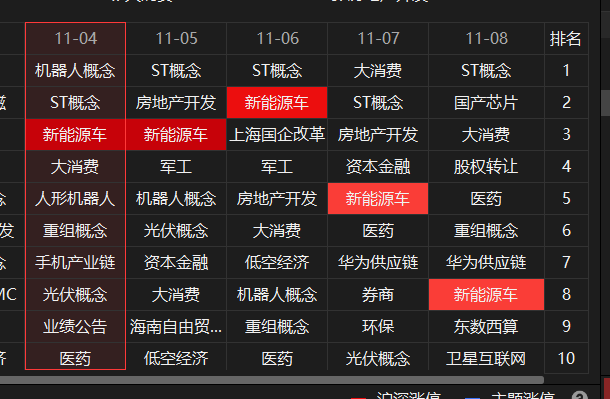 11-04 11-05 11-06 11-07 11-08 排名
机器人概念 ST概念 ST概念 大消费 ST概念 1
ST概念 房地产开发 新能源车 ST概念 国产芯片 2
新能源车 新能源车 上海国企改革 房地产开发 大消费 3
大消费 军工 军工 资本金融 股权转让 4
人形机器人 机器人概念 房地产开发 新能源车 医药 5
重组概念 光伏概念 大消费 医药 重组概念 6
手机产业链 资本金融 低空经济 华为供应链 华为供应链 7
MC 光伏概念 大消费 机器人概念 券商 新能源车 8
业绩公告 海南自由贸... 重组概念 环保 东数西算 9
医药 低空经济 医药 光伏概念 卫星互联网 10
沪深涨停 主题涨停